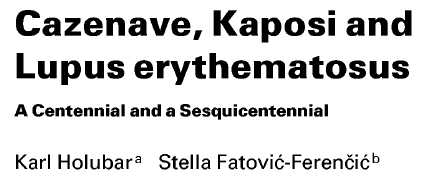 Cazenave, Kaposi and
Lupus erythematosus
A Centennial and a Sesquicentennial
Karl Holubar a Stella Fatović-Ferenčić b